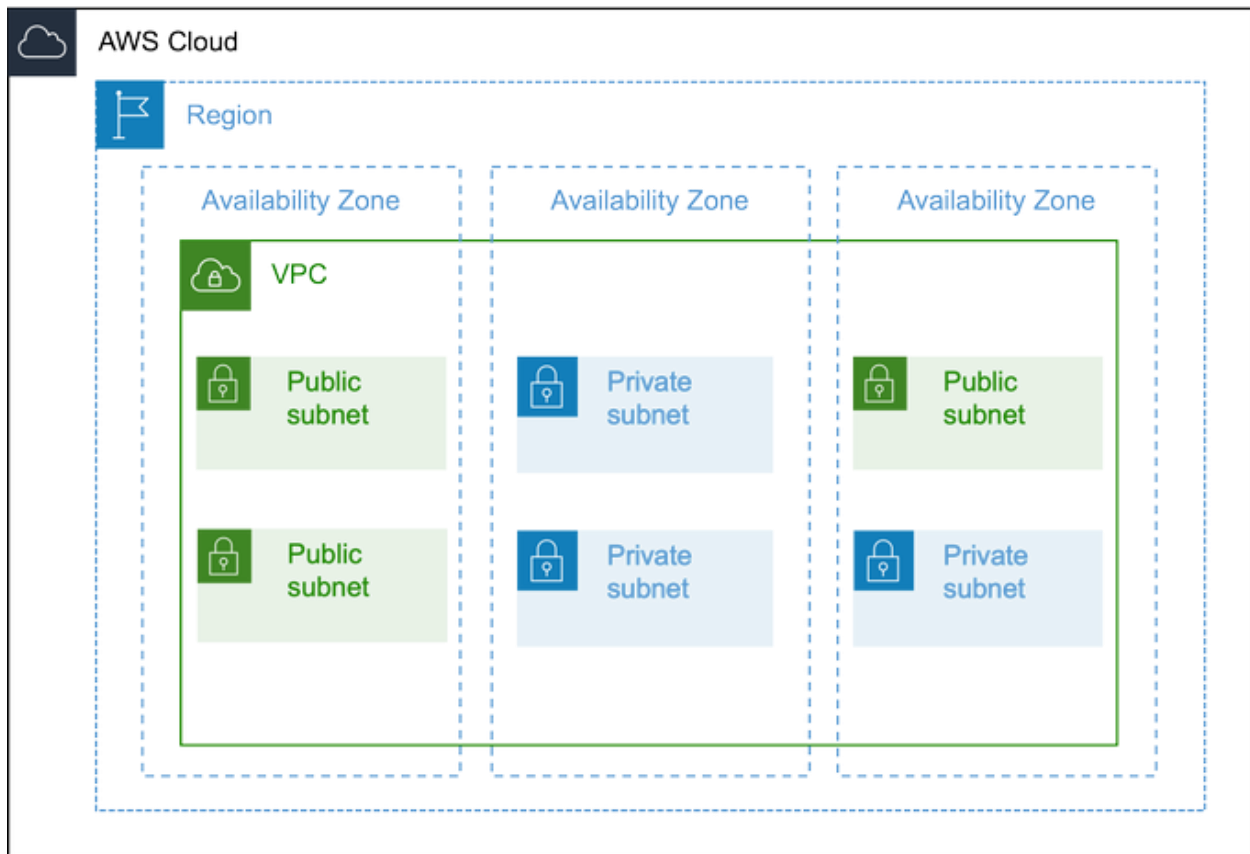 AWS Cloud
Region
Availability Zone
Availability Zone
Availability Zone
VPC
Public
subnet
Private
subnet
Public
subnet
Public
subnet
Private
subnet
Private
subnet